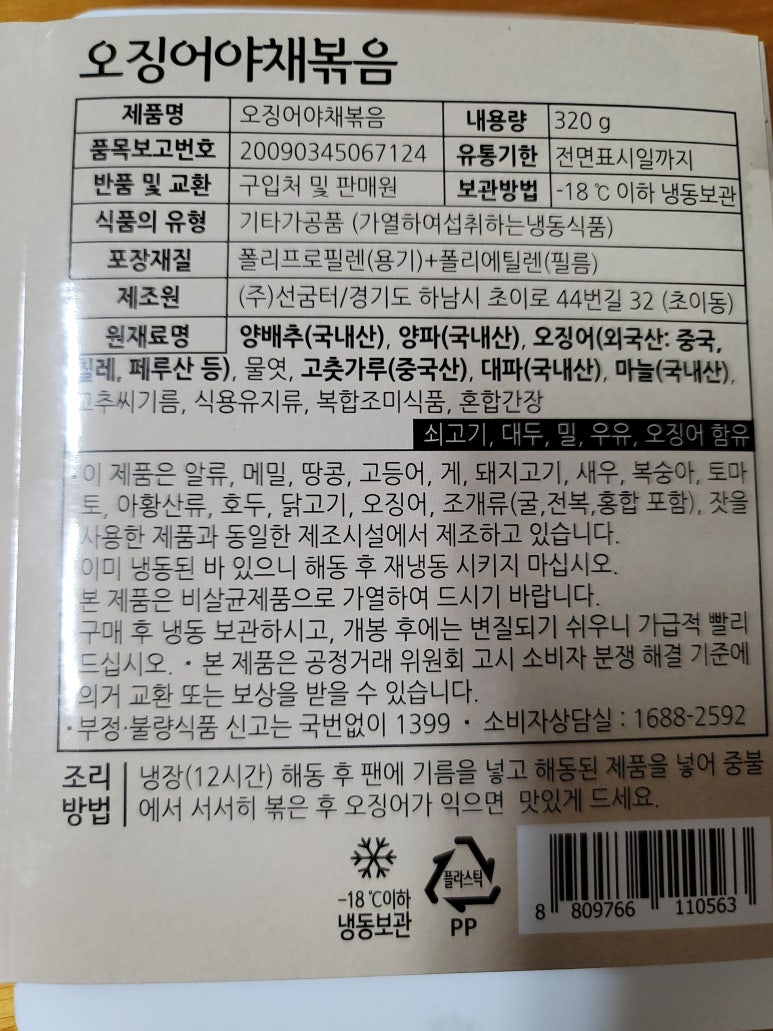 오징어야채볶음
제품명 오징어야채볶음 내용량 320 g
품목보고번호 20090345067124 유통기한 전면표시일까지
반품 및 교환 구입처 및 판매원 보관방법 -18 ℃ 이하 냉동보관
식품의 유형 기타가공품 (가열하여섭취하는냉동식품)
포장재질 폴리프로필렌(용기)+폴리에틸렌(필름)
제조원 (주)선굼터/경기도 하남시 초이로 44번길 32 (초이동)
원재료명 양배추(국내산), 양파(국내산), 오징어(외국산: 중국,
칠레, 페루산 등), 물엿, 고춧가루(중국산), 대파(국내산), 마늘(국내산),
고추씨기름, 식용유지류, 복합조미식품, 혼합간장
쇠고기, 대두, 밀, 우유, 오징어 함유
•이 제품은 알류, 메밀, 땅콩, 고등어, 게, 돼지고기, 새우, 복숭아, 토마
토, 아황산류, 호두, 닭고기, 오징어, 조개류(굴,전복,홍합 포함), 잣을
사용한 제품과 동일한 제조시설에서 제조하고 있습니다.
이미 냉동된 바 있으니 해동 후 재냉동 시키지 마십시오.
본 제품은 비살균제품으로 가열하여 드시기 바랍니다.
구매 후 냉동 보관하시고, 개봉 후에는 변질되기 쉬우니 가급적 빨리
드십시오. • 본 제품은 공정거래 위원회 고시 소비자 분쟁 해결 기준에
의거 교환 또는 보상을 받을 수 있습니다.
•부정·불량식품 신고는 국번없이 1399 • 소비자상담실 : 1688-2592
조리 냉장(12시간) 해동 후 팬에 기름을 넣고 해동된 제품을 넣어 중불
방법 에서 서서히 볶은 후 오징어가 익으면 맛있게 드세요.
-18 ℃이하
냉동보관
플라스틱
PP
8 809766 110563